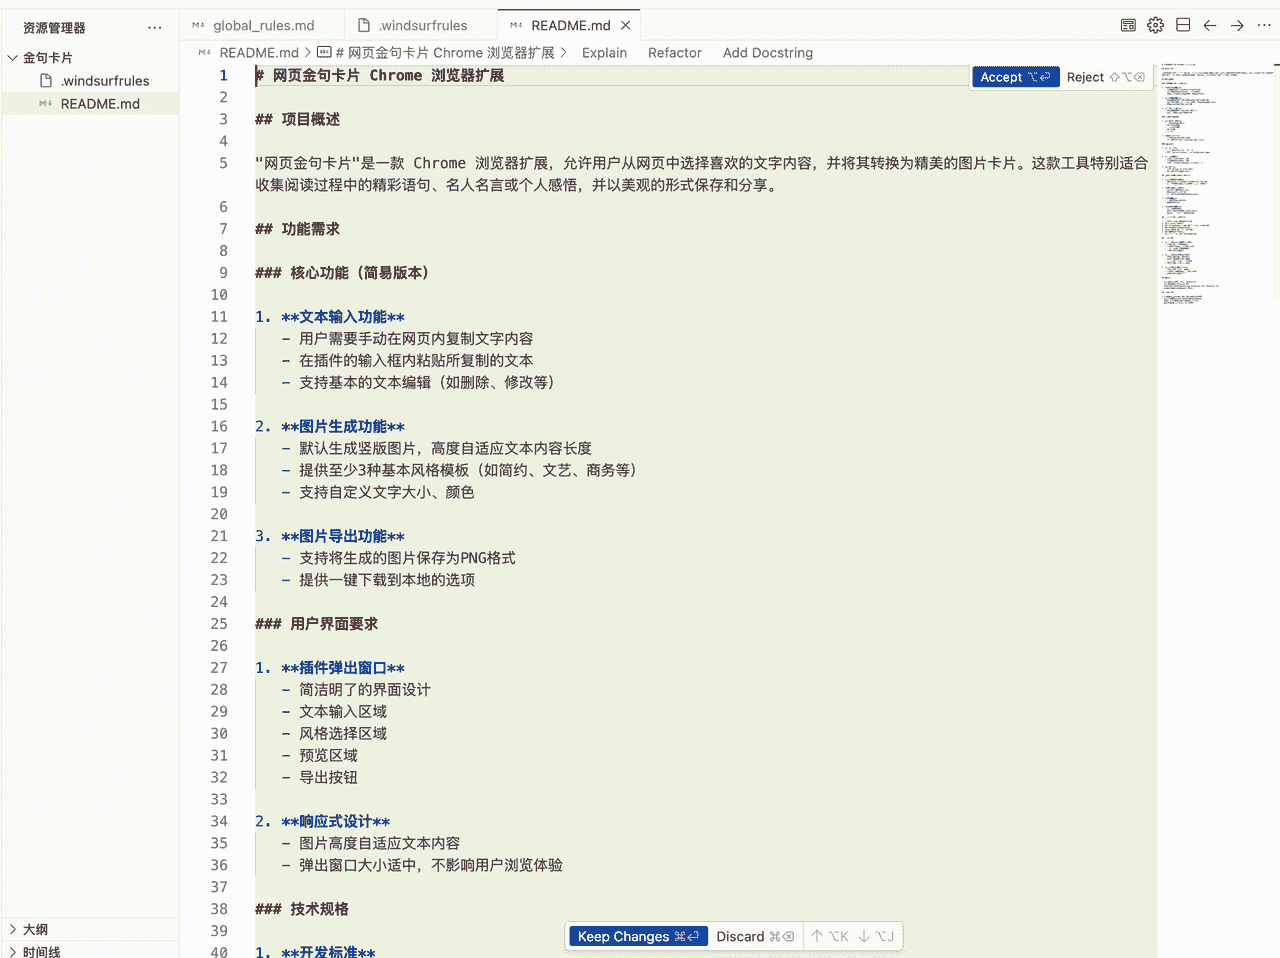 资源管理器
金句卡片
.windsurfrules
README.md
大纲
时间线
global_rules.md
.windsurfrules
README.md
README.md > # 网页金句卡片 Chrome 浏览器扩展 > Explain Refactor Add Docstring
Accept ⌥⏎ Reject ⇧⌥⌫
1 # 网页金句卡片 Chrome 浏览器扩展
2
3 ## 项目概述
4
5 "网页金句卡片"是一款 Chrome 浏览器扩展，允许用户从网页中选择喜欢的文字内容，并将其转换为精美的图片卡片。这款工具特别适合
收集阅读过程中的精彩语句、名人名言或个人感悟，并以美观的形式保存和分享。
6
7 ## 功能需求
8
9 ### 核心功能（简易版本）
10
11 1. **文本输入功能**
12 - 用户需要手动在网页内复制文字内容
13 - 在插件的输入框内粘贴所复制的文本
14 - 支持基本的文本编辑（如删除、修改等）
15
16 2. **图片生成功能**
17 - 默认生成竖版图片，高度自适应文本内容长度
18 - 提供至少3种基本风格模板（如简约、文艺、商务等）
19 - 支持自定义文字大小、颜色
20
21 3. **图片导出功能**
22 - 支持将生成的图片保存为PNG格式
23 - 提供一键下载到本地的选项
24
25 ### 用户界面要求
26
27 1. **插件弹出窗口**
28 - 简洁明了的界面设计
29 - 文本输入区域
30 - 风格选择区域
31 - 预览区域
32 - 导出按钮
33
34 2. **响应式设计**
35 - 图片高度自适应文本内容
36 - 弹出窗口大小适中，不影响用户浏览体验
37
38 ### 技术规格
39
40 1. **开发标准**
Keep Changes ⌘⏎ Discard ⌘⌫ ↑ ⌥K ↓ ⌥J